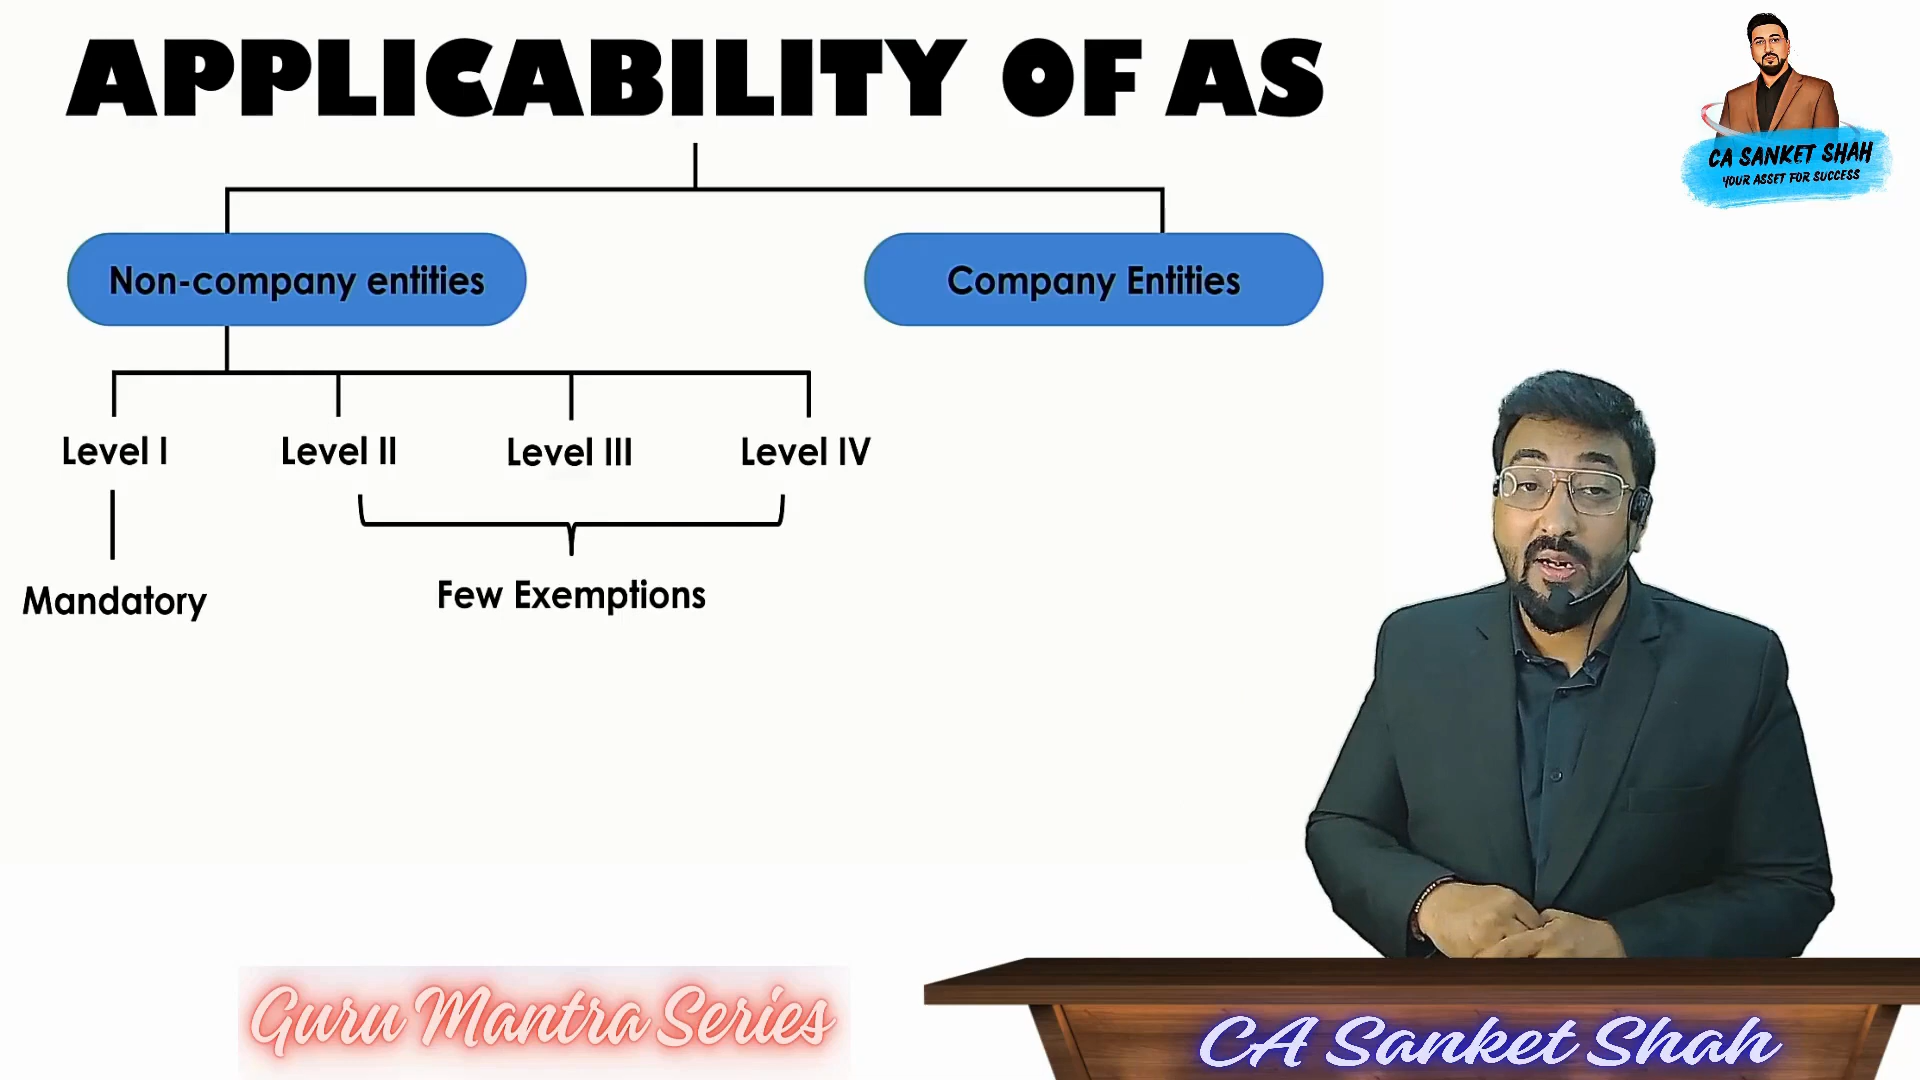 APPLICABILITY OF AS
CA SANKET SHAH
YOUR ASSET FOR SUCCESS
Non-company entities
Company Entities
Level I
Level II
Level III
Level IV
Mandatory
Few Exemptions
Guru Mantra Series
CA Sanket Shah